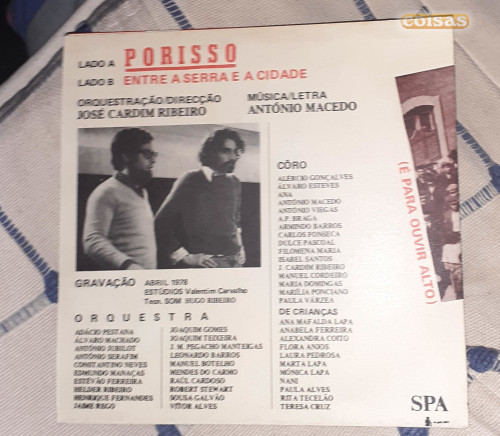 coisas
LADO A PORISSO
LADO B ENTRE A SERRA E A CIDADE
ORQUESTRAÇÃO/DIRECÇÃO
JOSÉ CARDIM RIBEIRO
MÚSICA/LETRA
ANTÓNIO MACEDO
(É PARA OUVIR ALTO)
GRAVAÇÃO ABRIL 1978
ESTÚDIOS Valentim Carvalho
Tecn. SOM HUGO RIBEIRO
ORQUESTRA
ADÁCIO PESTANA
ÁLVARO MACHADO
ANTÓNIO JUBILOT
ANTÓNIO SERAFIM
CONSTANTINO NEVES
EDMUNDO MANAÇAS
ESTÊVÃO FERREIRA
HELDER RIBEIRO
HENRIQUE FERNANDES
JAIME REGO
JOAQUIM GOMES
JOAQUIM TEIXEIRA
J. M. PEGACHO MANTEIGAS
LEONARDO BARROS
MANUEL BOTELHO
MENDES DO CARMO
RAÚL CARDOSO
ROBERT STEWART
SOUSA GALVÃO
VÍTOR ALVES
CÔRO
ALÉRCIO GONÇALVES
ÁLVARO ESTEVES
ANA
ANTÓNIO MACEDO
ANTÓNIO VIEGAS
A.P. BRAGA
ARMINDO BARROS
CARLOS FONSECA
DULCE PASCOAL
FILOMENA MARIA
ISABEL SANTOS
J. CARDIM RIBEIRO
MANUEL CORDEIRO
MARIA DOMINGAS
MARÍLIA PONCIANO
PAULA VÁRZEA
DE CRIANÇAS
ANA MAFALDA LAPA
ANABELA FERREIRA
ALEXANDRA COITO
FLORA ANJOS
LAURA PEDROSA
MARTA LAPA
MÓNICA LAPA
NANI
PAULA ALVES
RITA TECELÃO
TERESA CRUZ
SPA